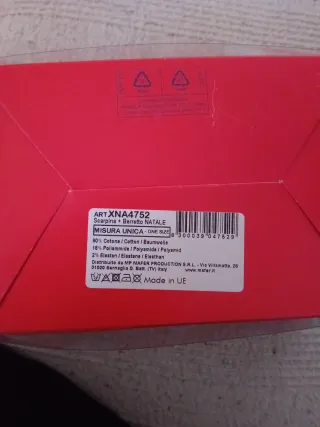 ART. XNA4752
Scarpina + Berretto NATALE
MISURA UNICA - ONE SIZE
80% Cotone / Cotton / Baumwolle
18% Poliammide / Polyamide / Polyamid
2% Elastan / Elastane / Elasthan
Distribuito da MP MAFER PRODUCTION S.R.L. - Via Villanetta, 26
31030 Bernaglia D. Batt. (TV) Italy www.mafer.it
Made in UE